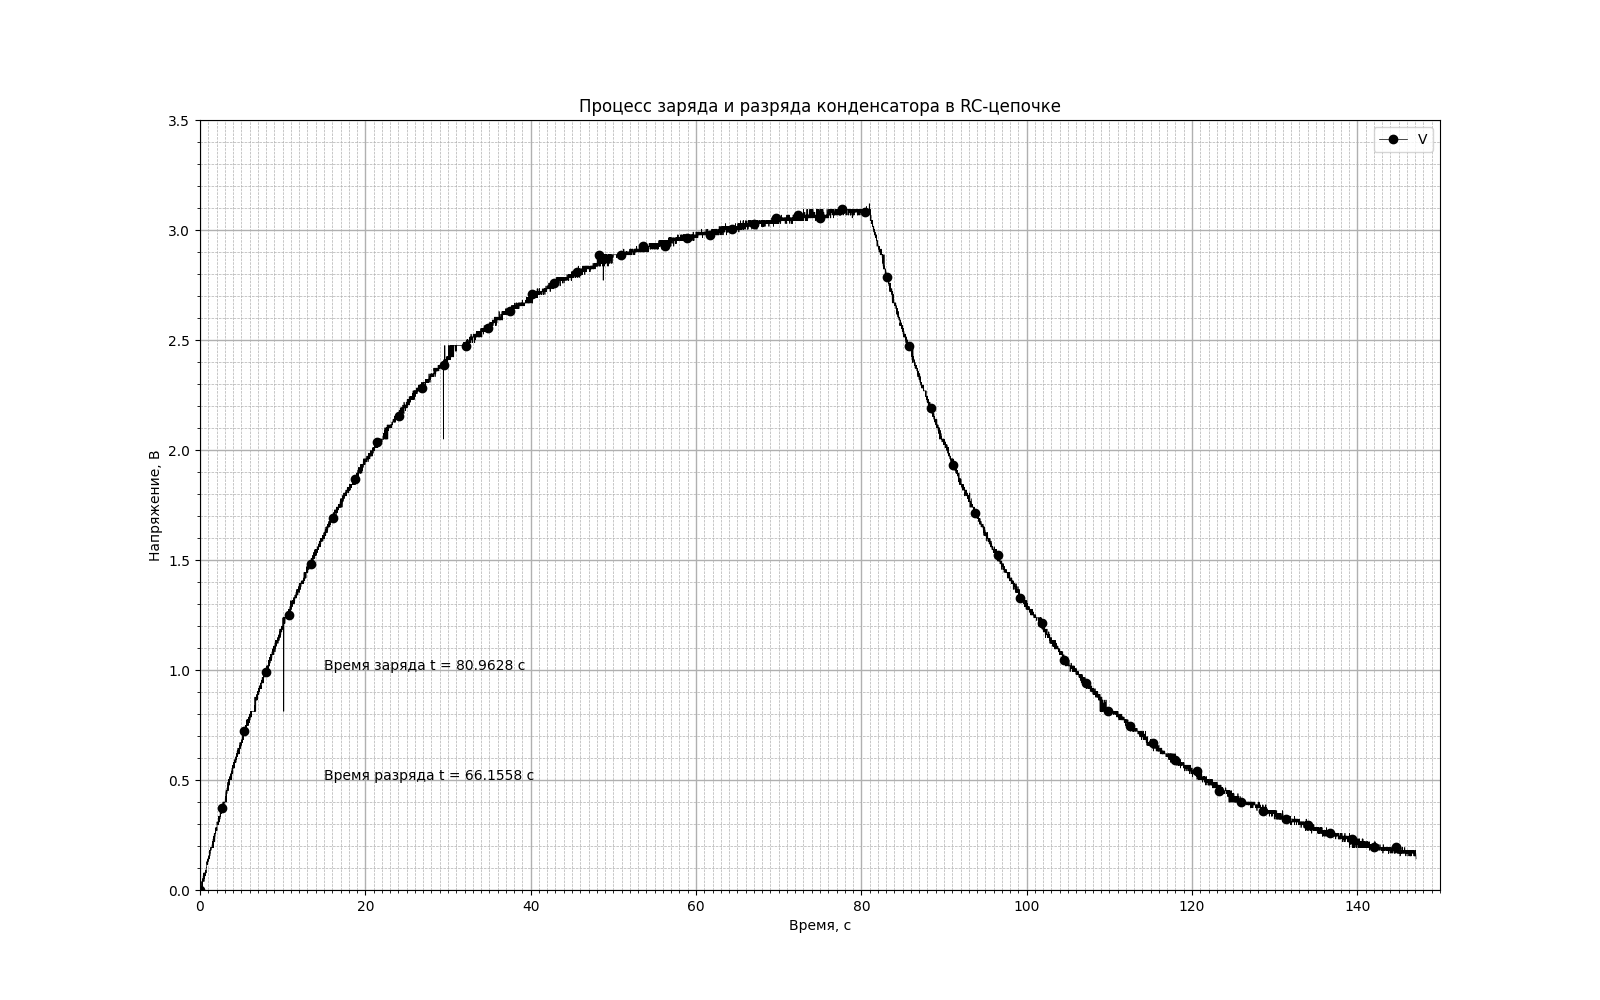 Процесс заряда и разряда конденсатора в RC-цепочке
V
3.5
3.0
2.5
2.0
1.5
1.0
0.5
0.0
Напряжение, В
Время заряда t = 80.9628 с
Время разряда t = 66.1558 с
0 20 40 60 80 100 120 140
Время, с